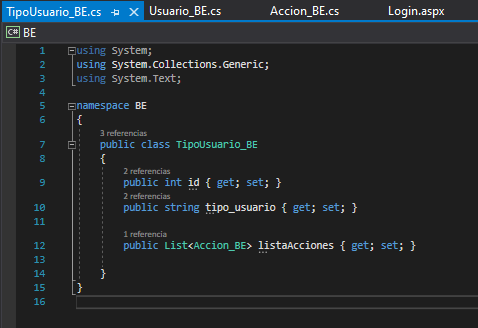 TipoUsuario_BE.cs Usuario_BE.cs Accion_BE.cs Login.aspx
C# BE
1 using System;
2 using System.Collections.Generic;
3 using System.Text;
4
5 namespace BE
6 {
3 referencias
7 public class TipoUsuario_BE
8 {
2 referencias
9 public int id { get; set; }
2 referencias
10 public string tipo_usuario { get; set; }
11
1 referencia
12 public List<Accion_BE> listaAcciones { get; set; }
13
14 }
15 }
16